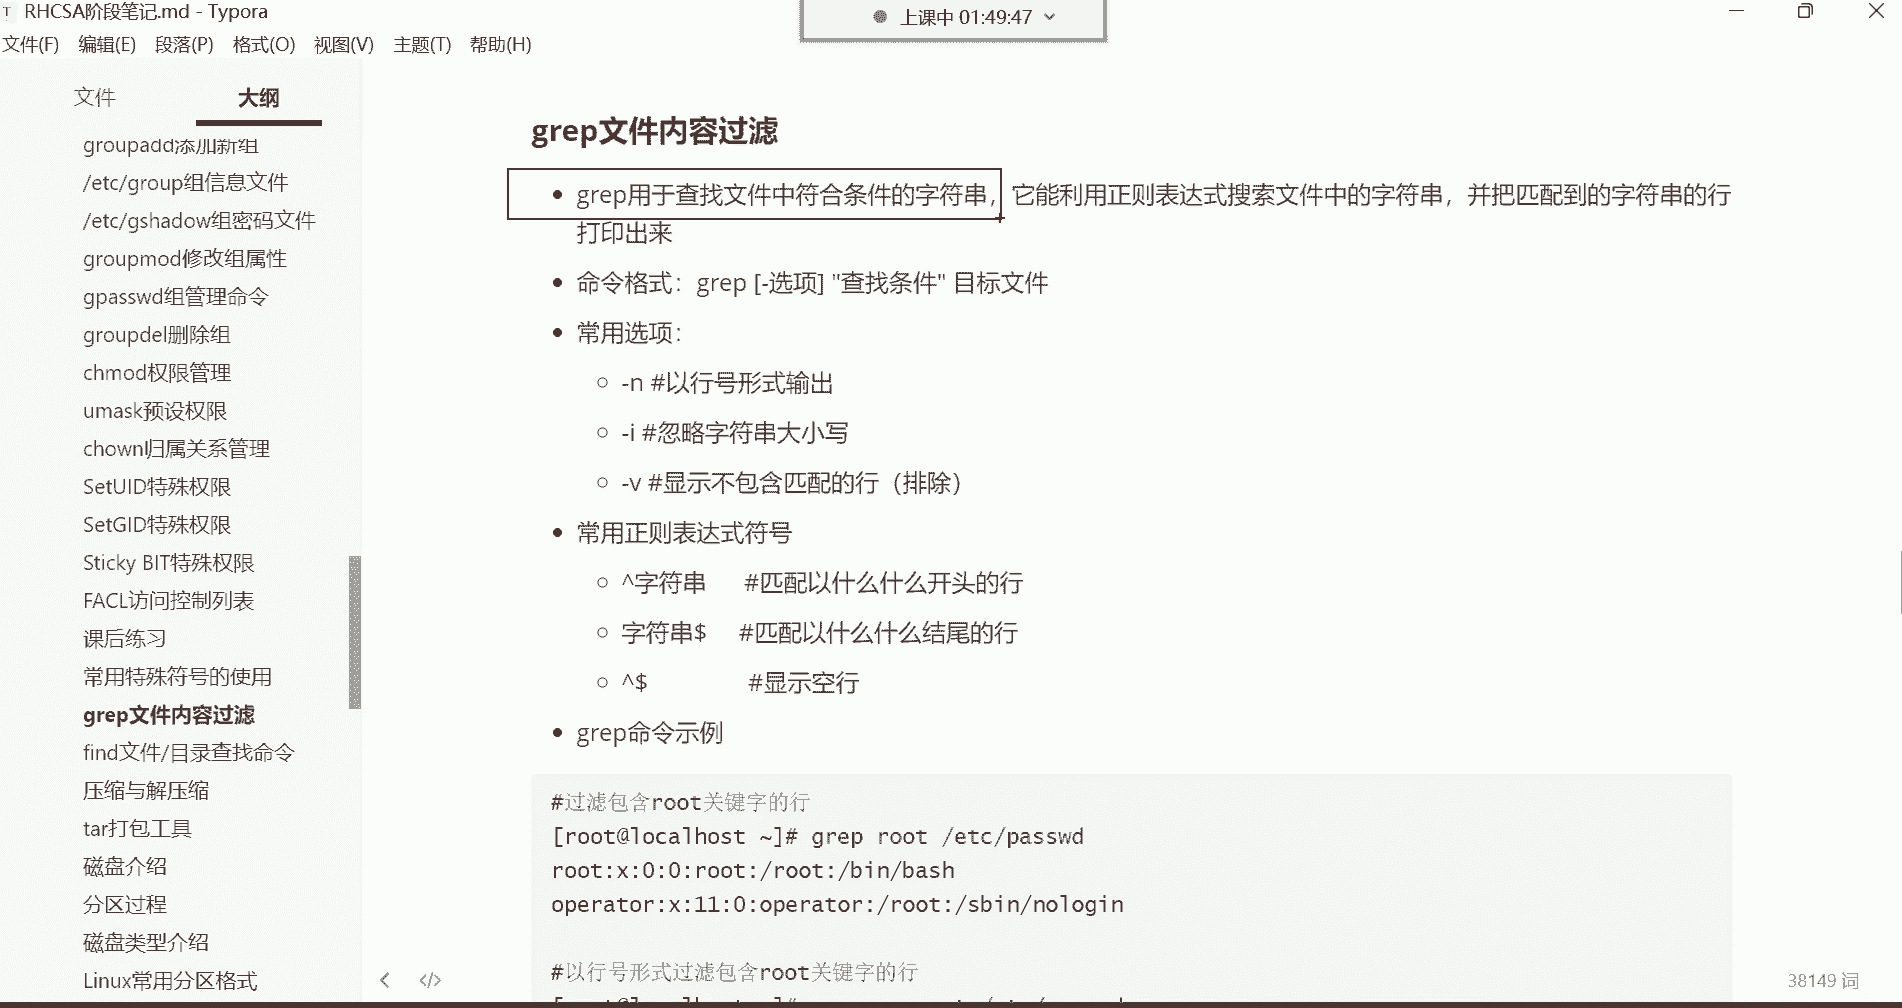 T RHCSA阶段笔记.md - Typora
上课中 01:49:47
文件(F) 编辑(E) 段落(P) 格式(O) 视图(V) 主题(T) 帮助(H)
文件 大纲
groupadd添加新组
/etc/group组信息文件
/etc/gshadow组密码文件
groupmod修改组属性
gpasswd组管理命令
groupdel删除组
chmod权限管理
umask预设权限
chown归属关系管理
SetUID特殊权限
SetGID特殊权限
Sticky BIT特殊权限
FACL访问控制列表
课后练习
常用特殊符号的使用
grep文件内容过滤
find文件/目录查找命令
压缩与解压缩
tar打包工具
磁盘介绍
分区过程
磁盘类型介绍
Linux常用分区格式
grep文件内容过滤
• grep用于查找文件中符合条件的字符串，它能利用正则表达式搜索文件中的字符串，并把匹配到的字符串的行
打印出来
• 命令格式：grep [-选项] "查找条件" 目标文件
• 常用选项：
○ -n #以行号形式输出
○ -i #忽略字符串大小写
○ -v #显示不包含匹配的行（排除）
• 常用正则表达式符号
○ ^字符串 #匹配以什么什么开头的行
○ 字符串$ #匹配以什么什么结尾的行
○ ^$ #显示空行
• grep命令示例
#过滤包含root关键字的行
[root@localhost ~]# grep root /etc/passwd
root:x:0:0:root:/root:/bin/bash
operator:x:11:0:operator:/root:/sbin/nologin
#以行号形式过滤包含root关键字的行
38149 词